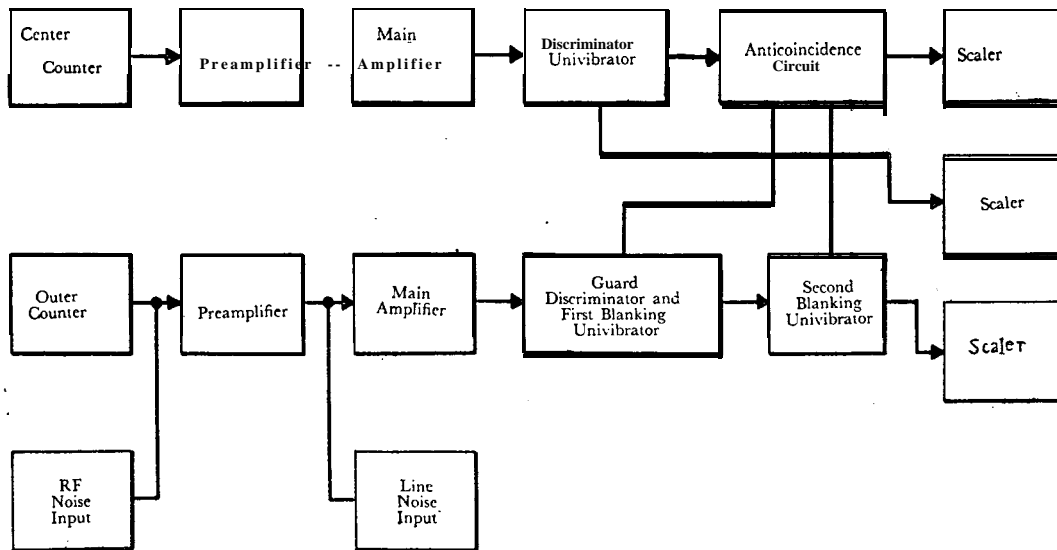 Center
Counter
Preamplifier -- Amplifier
Main
Discriminator
Univibrator
Anticoincidence
Circuit
Scaler
Scaler
Outer
Counter
Preamplifier
Main
Amplifier
Guard
Discriminator and
First Blanking
Univibrator
Second
Blanking
Univibrator
Scaler
RF
Noise
Input
Line
Noise
Input